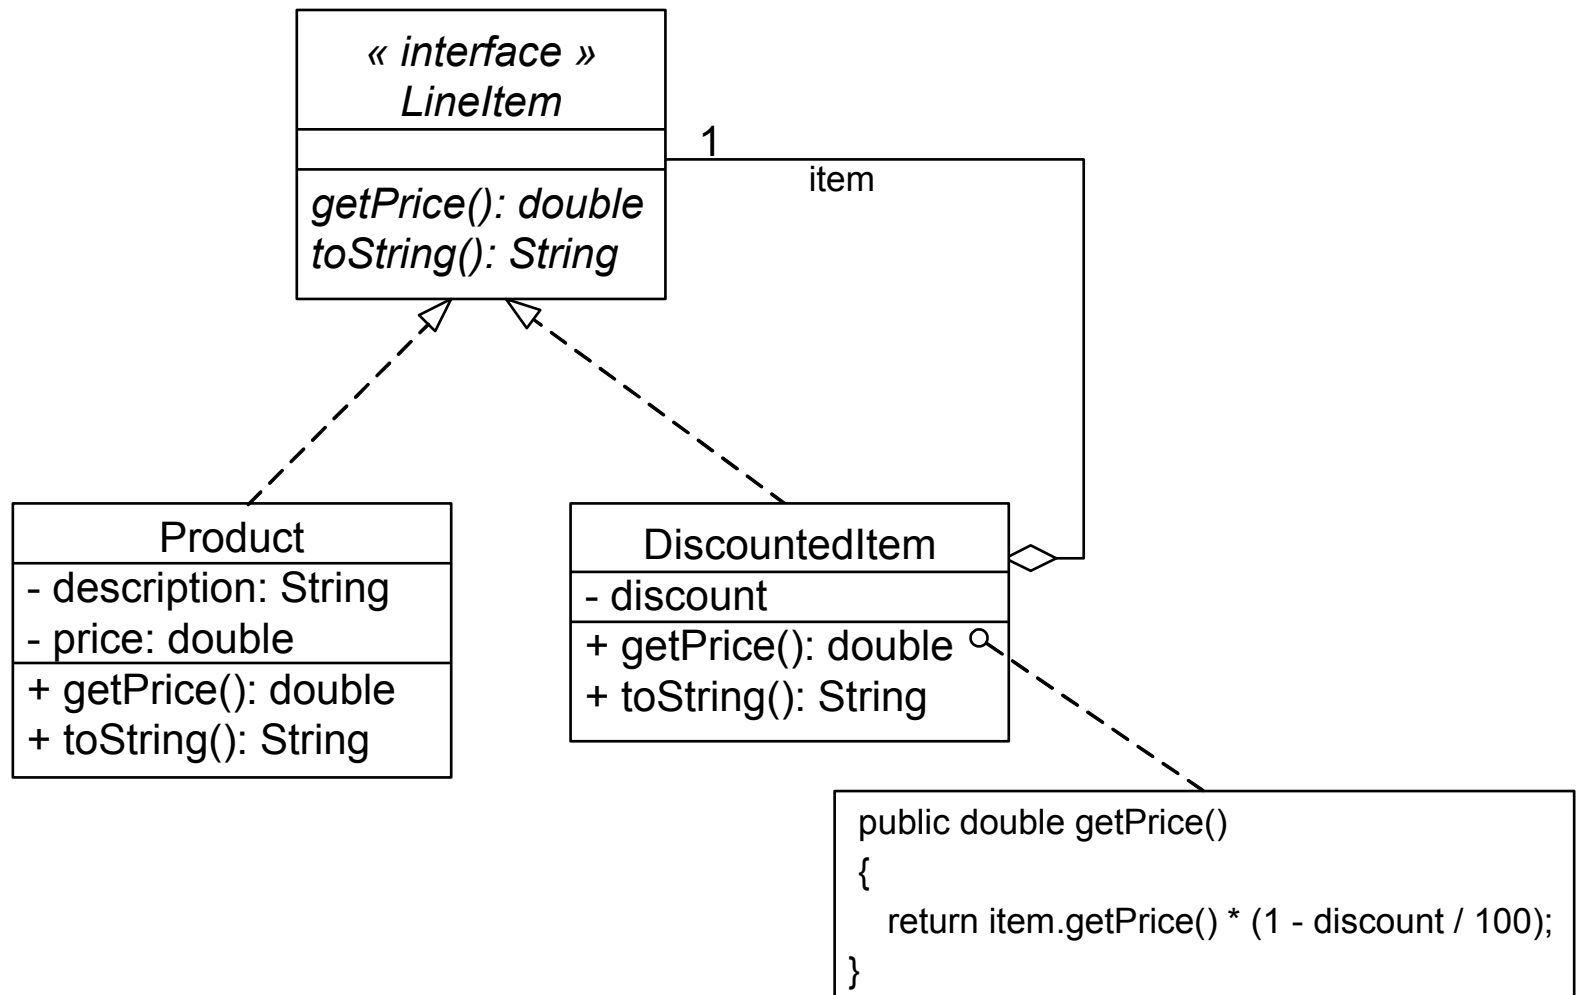 « interface »
LineItem
getPrice(): double
toString(): String
1
item
Product
- description: String
- price: double
+ getPrice(): double
+ toString(): String
DiscountedItem
- discount
+ getPrice(): double
+ toString(): String
public double getPrice()
{
return item.getPrice() * (1 - discount / 100);
}